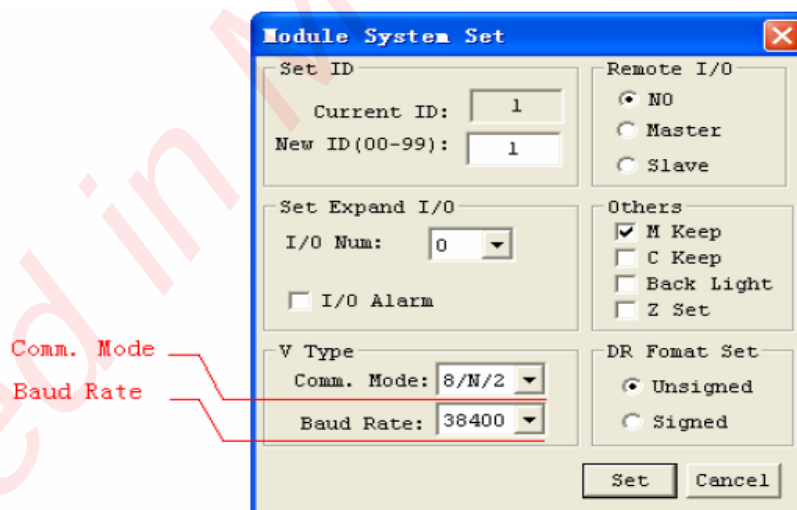 Module System Set
Set ID
Current ID: 1
New ID(00-99): 1
Remote I/O
NO
Master
Slave
Set Expand I/O
I/O Num: 0
I/O Alarm
Others
M Keep
C Keep
Back Light
Z Set
V Type
Comm. Mode: 8/N/2
Baud Rate: 38400
DR Fomat Set
Unsigned
Signed
Comm. Mode
Baud Rate
Set
Cancel
ed in M